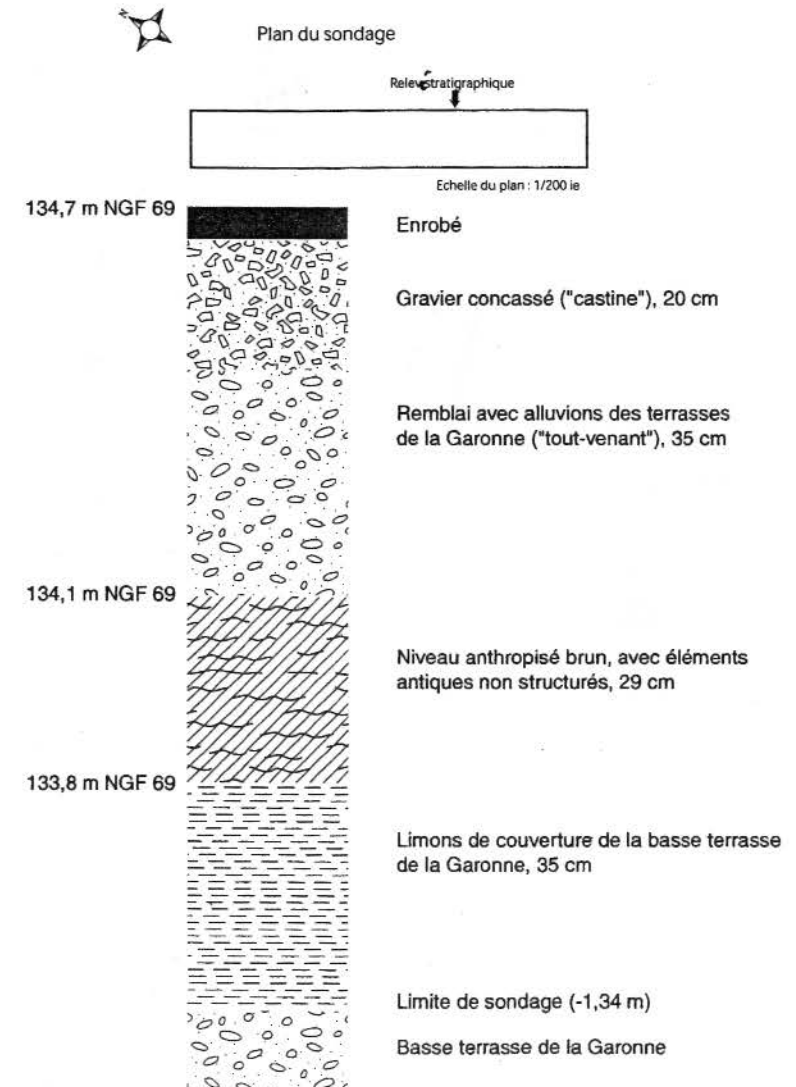 N
Plan du sondage
Relevé stratigraphique
Echelle du plan : 1/200 ie
134,7 m NGF 69
Enrobé
Gravier concassé ("castine"), 20 cm
Remblai avec alluvions des terrasses
de la Garonne ("tout-venant"), 35 cm
134,1 m NGF 69
Niveau anthropisé brun, avec éléments
antiques non structurés, 29 cm
133,8 m NGF 69
Limons de couverture de la basse terrasse
de la Garonne, 35 cm
Limite de sondage (-1,34 m)
Basse terrasse de la Garonne